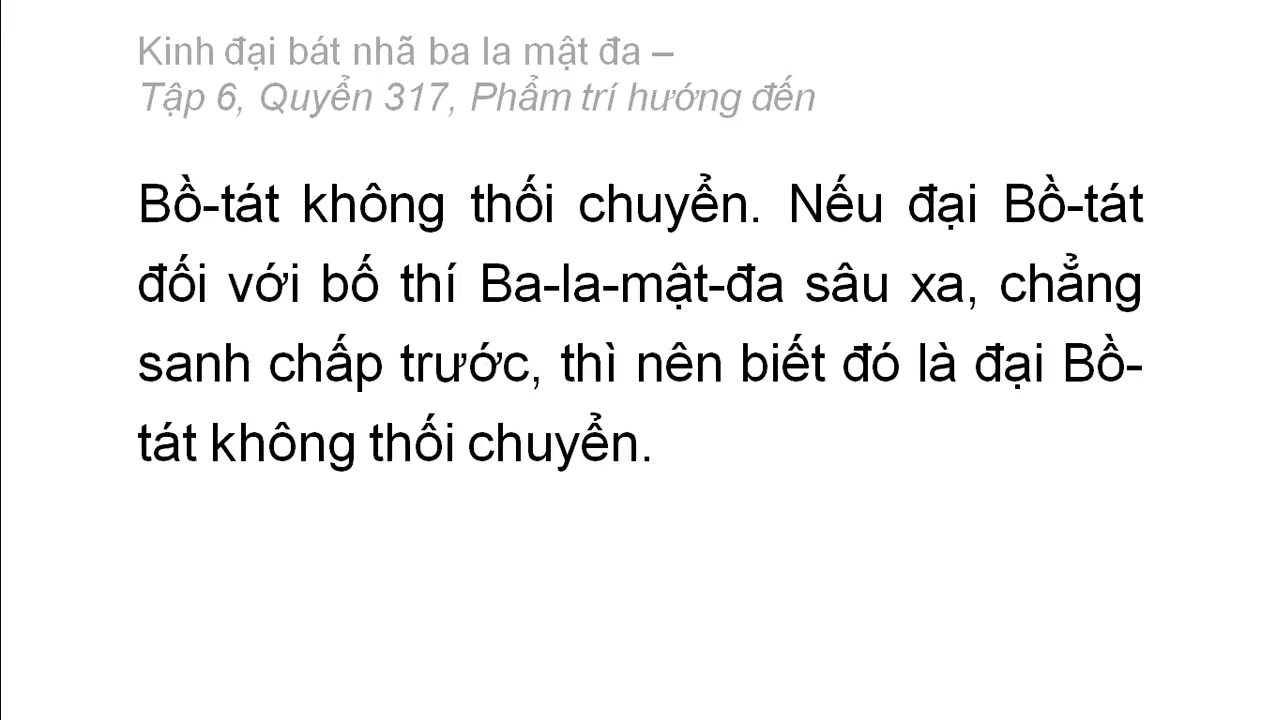 Kinh đại bát nhã ba la mật đa –
Tập 6, Quyển 317, Phẩm trí hướng đến
Bồ-tát không thối chuyển. Nếu đại Bồ-tát
đối với bố thí Ba-la-mật-đa sâu xa, chẳng
sanh chấp trước, thì nên biết đó là đại Bồ-
tát không thối chuyển.